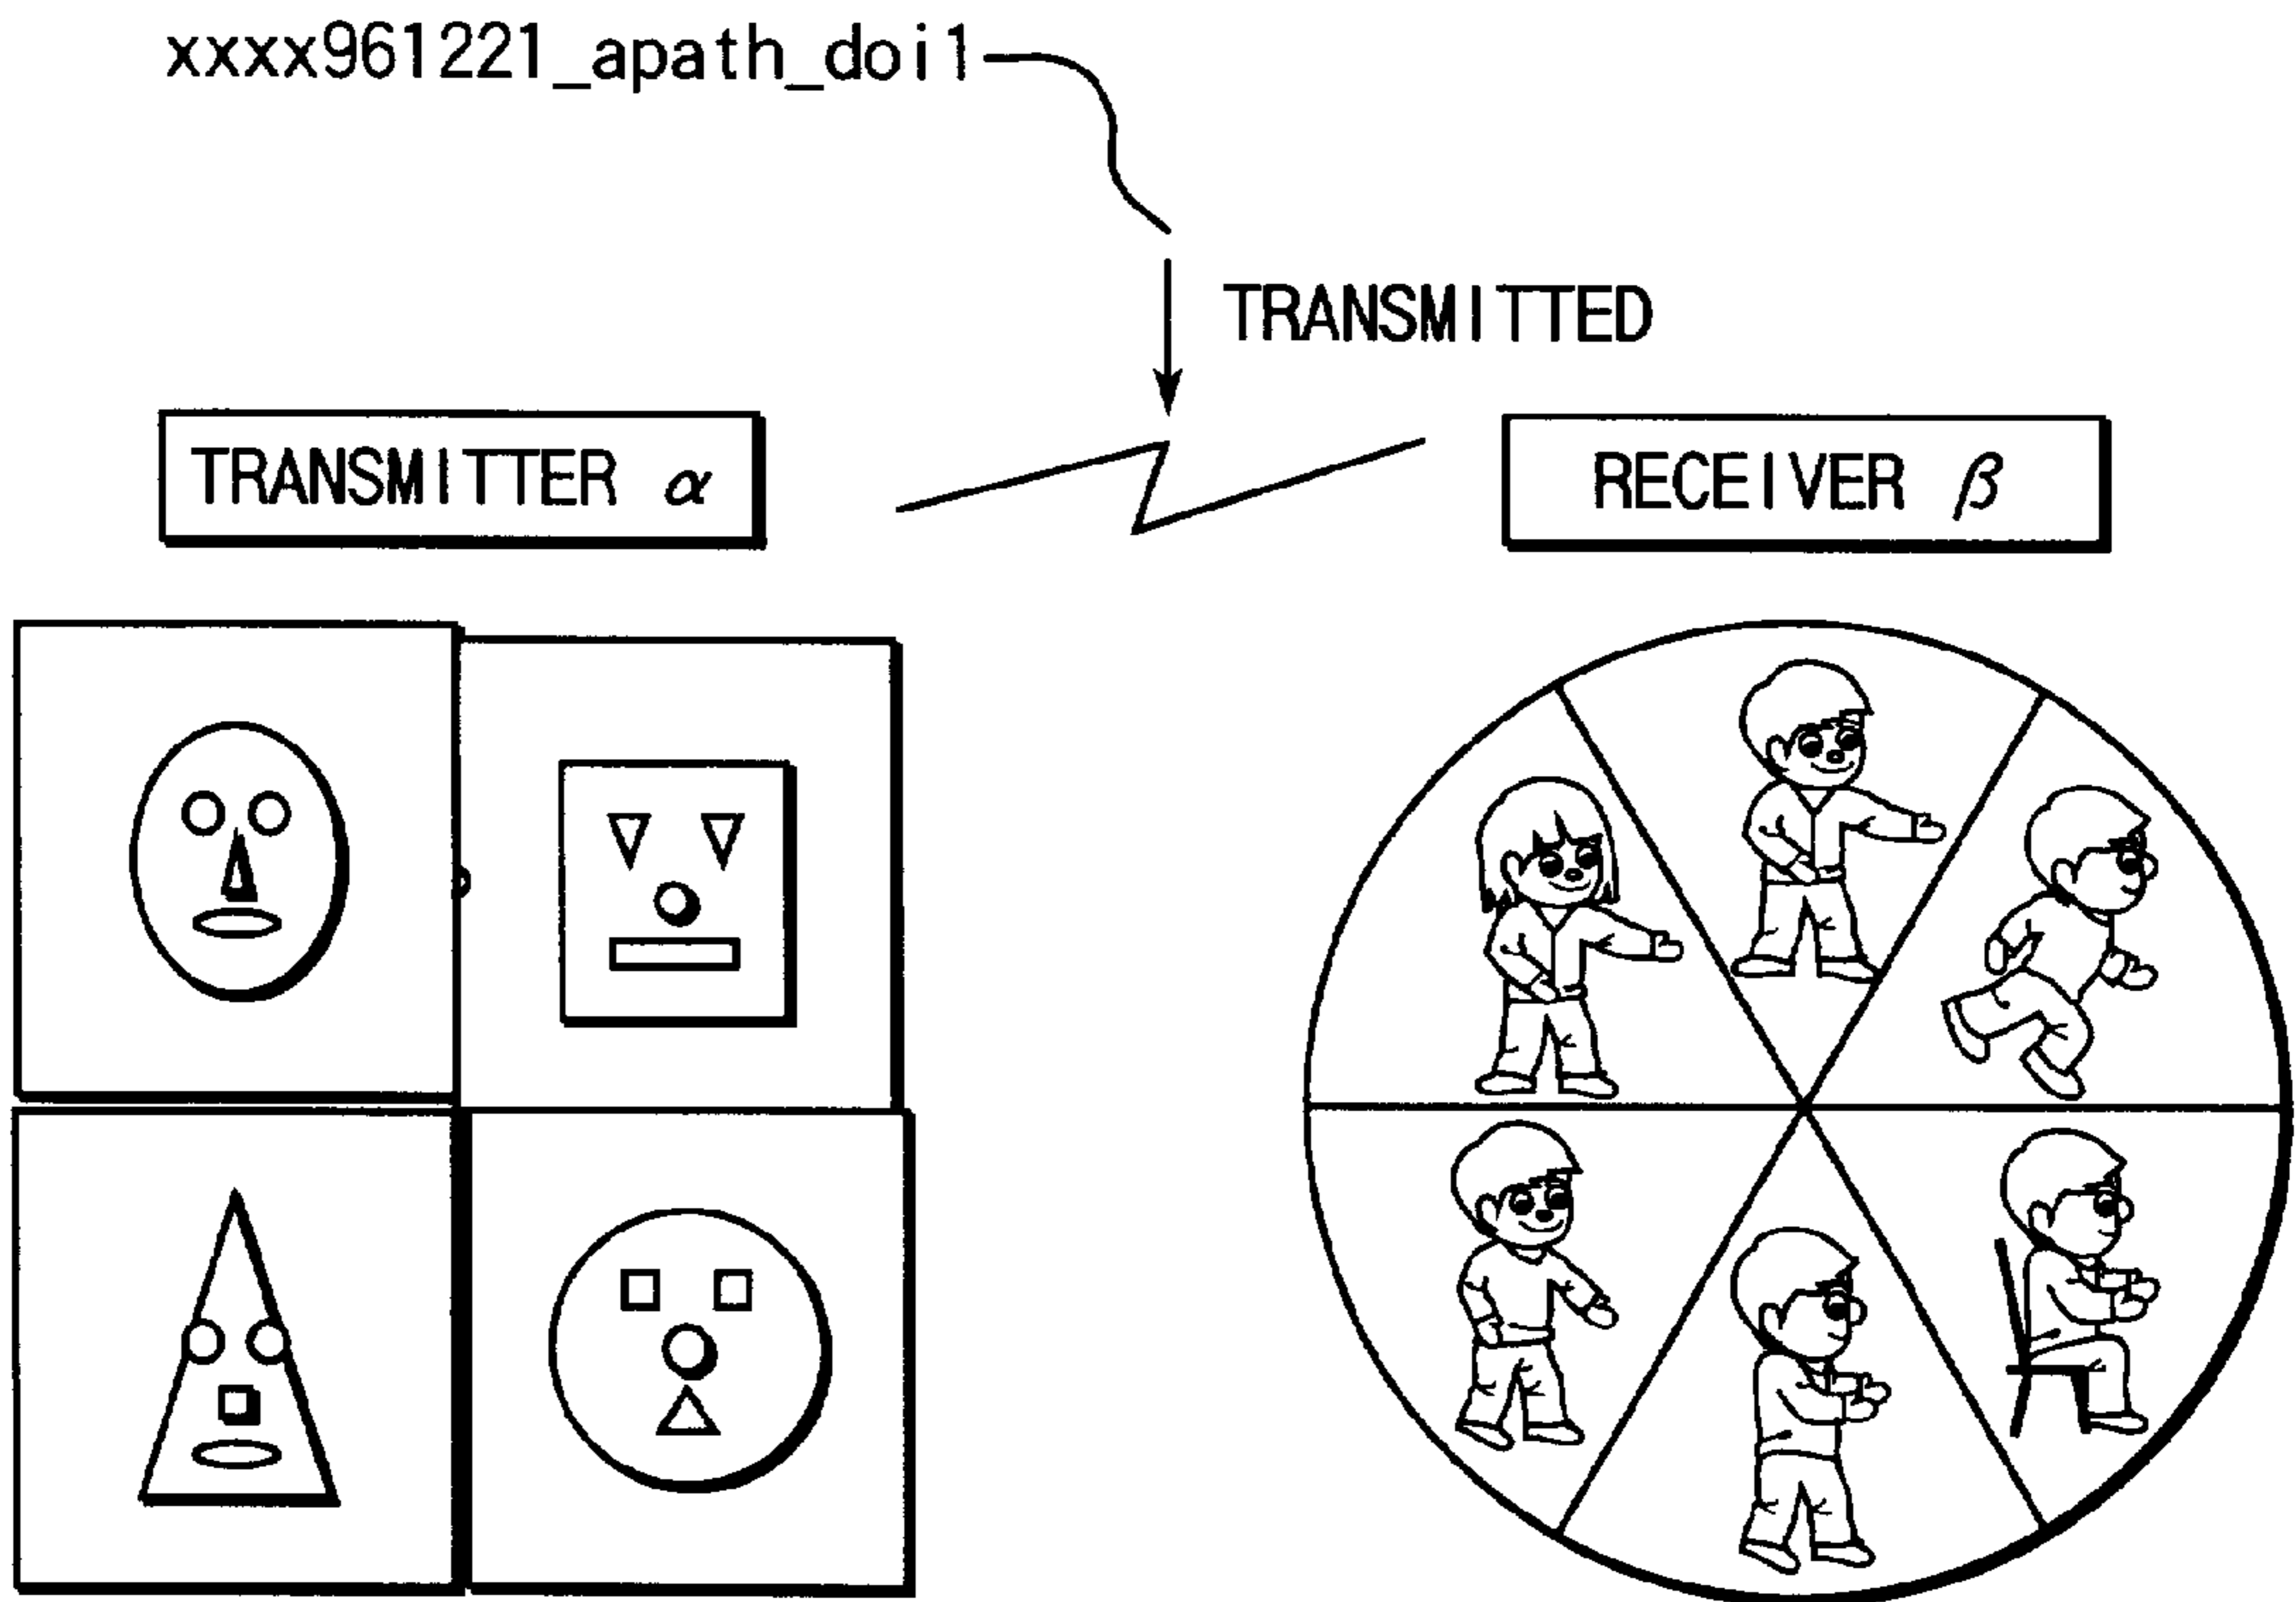 xxxx961221_apath_doi1
TRANSMITTED
TRANSMITTER α
RECEIVER β